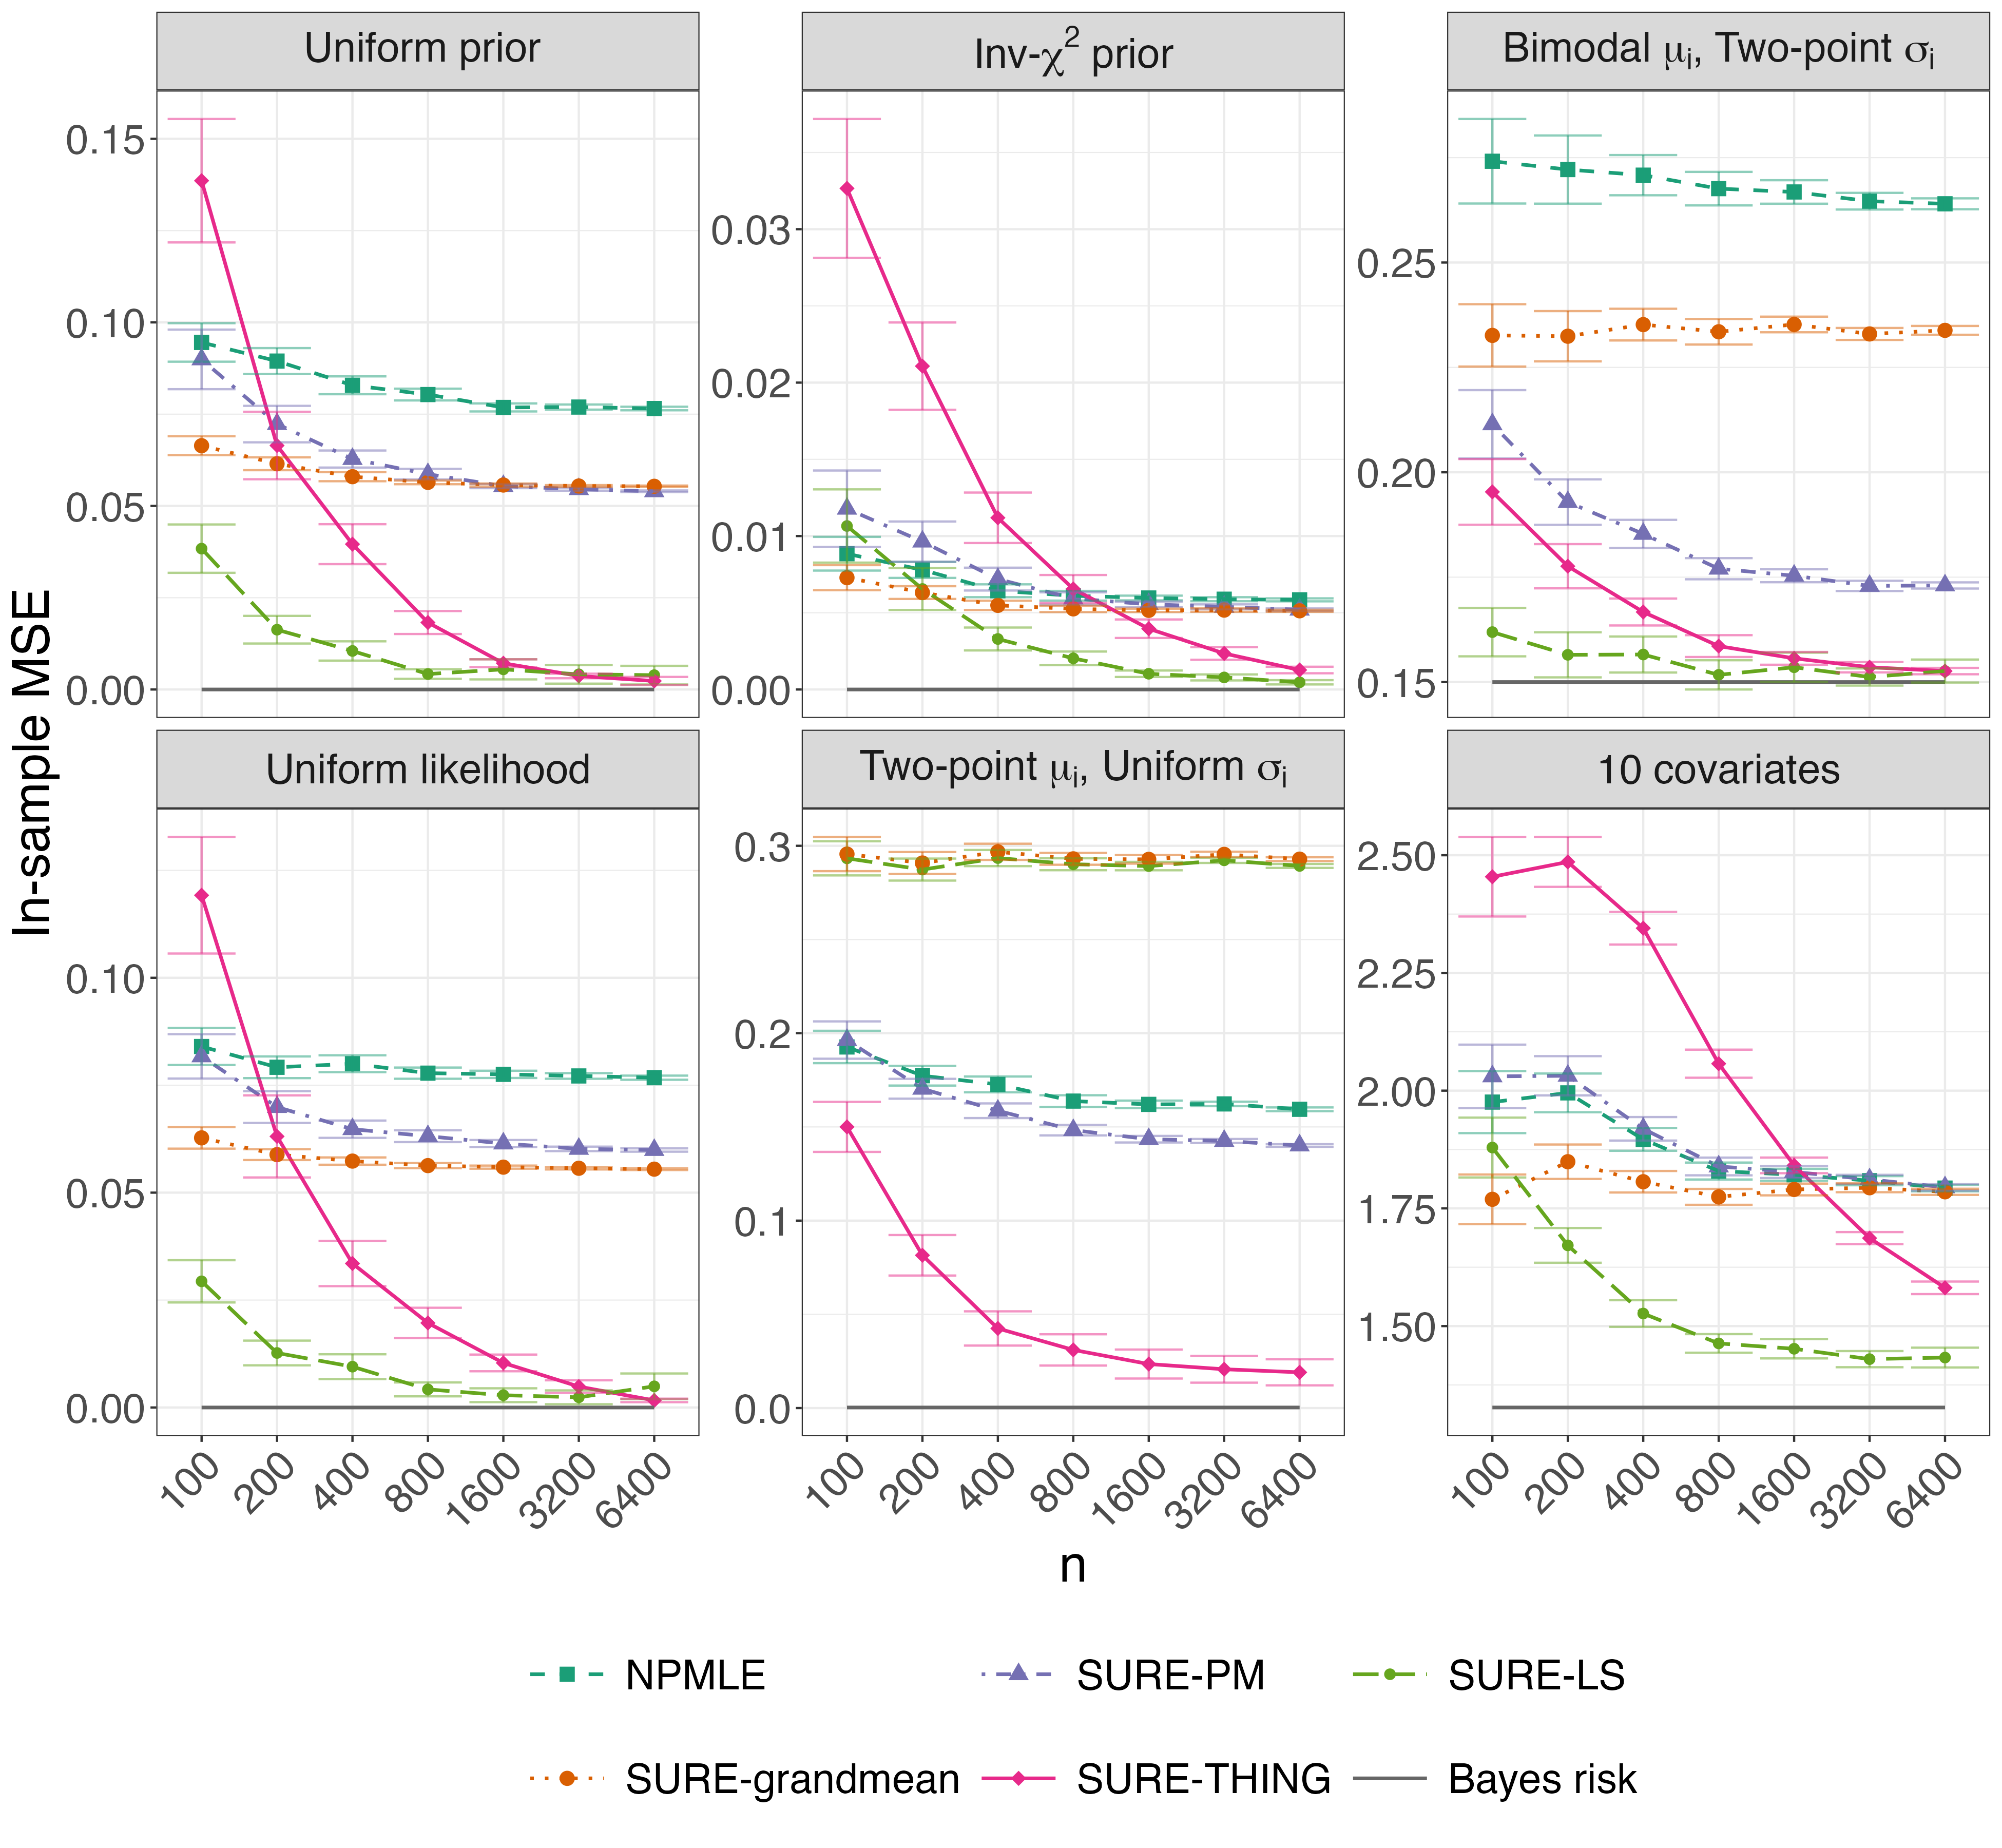 Uniform prior
Inv-χ² prior
Bimodal μᵢ, Two-point σᵢ
0.15
0.10
0.05
0.00
0.03
0.02
0.01
0.00
0.25
0.20
0.15
In-sample MSE
Uniform likelihood
Two-point μᵢ, Uniform σᵢ
10 covariates
0.10
0.05
0.00
0.3
0.2
0.1
0.0
2.50
2.25
2.00
1.75
1.50
100 200 400 800 1600 3200 6400
100 200 400 800 1600 3200 6400
100 200 400 800 1600 3200 6400
n
NPMLE SURE-PM SURE-LS
SURE-grandmean SURE-THING Bayes risk